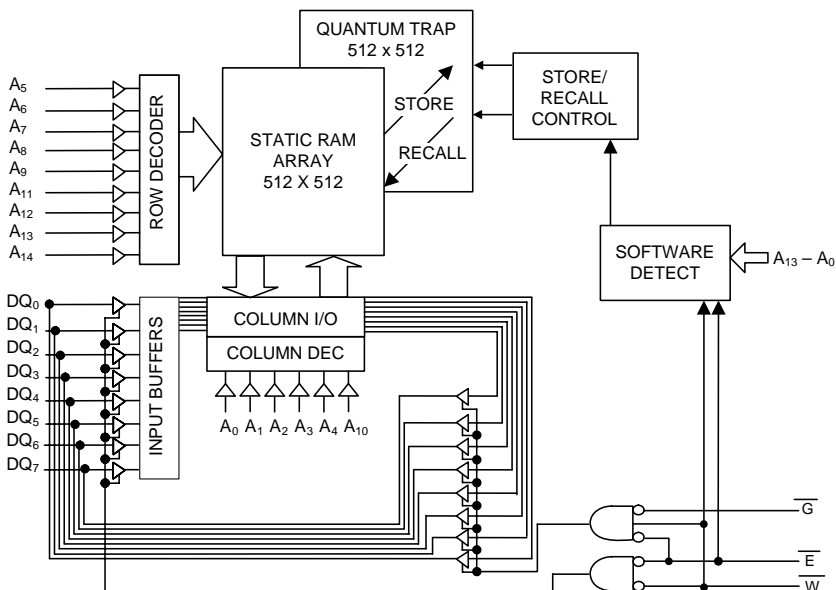 QUANTUM TRAP
512 x 512
STORE/
RECALL
CONTROL
A5
A6
A7
A8
A9
A11
A12
A13
A14
ROW DECODER
STATIC RAM
ARRAY
512 X 512
STORE
RECALL
SOFTWARE
DETECT
A13 – A0
DQ0
DQ1
DQ2
DQ3
DQ4
DQ5
DQ6
DQ7
INPUT BUFFERS
COLUMN I/O
COLUMN DEC
A0 A1 A2 A3 A4 A10
G
E
W